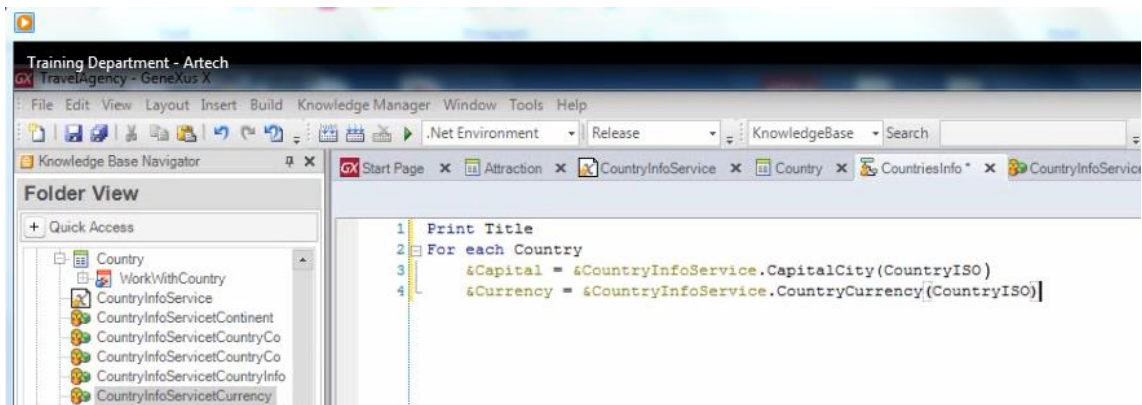 Training Department - Artech
GX TravelAgency - GeneXus X
File Edit View Layout Insert Build Knowledge Manager Window Tools Help
.Net Environment Release KnowledgeBase Search
Knowledge Base Navigator
GX Start Page Attraction CountryInfoService Country CountriesInfo* CountryInfoService
Folder View
+ Quick Access
1 Print Title
2 For each Country
3 &Capital = &CountryInfoService.CapitalCity(CountryISO)
4 &Currency = &CountryInfoService.CountryCurrency(CountryISO)
Country
WorkWithCountry
CountryInfoService
CountryInfoServicetContinent
CountryInfoServicetCountryCo
CountryInfoServicetCountryCo
CountryInfoServicetCountryInfo
CountryInfoServicetCurrency